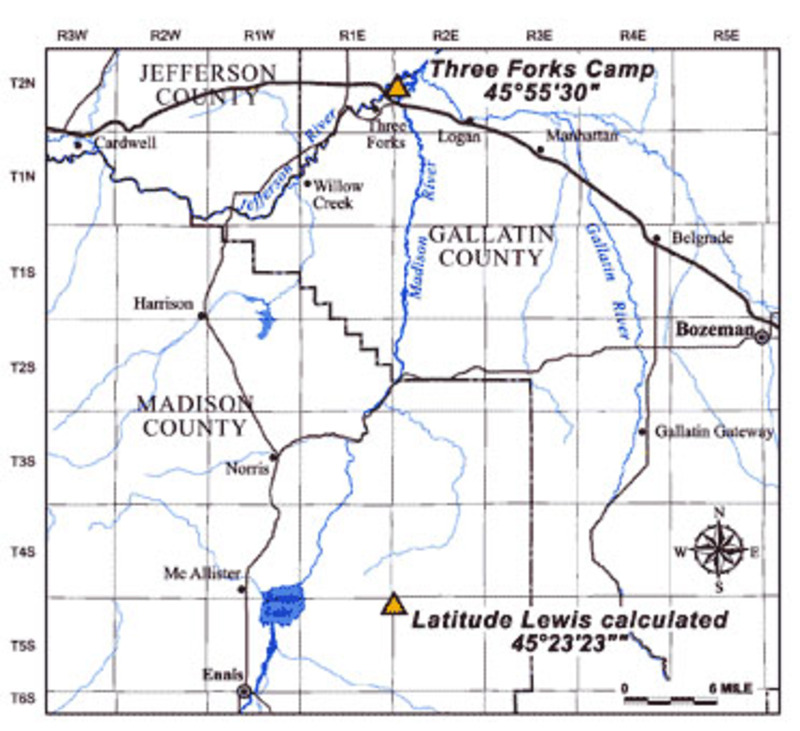 R3W R2W R1W R1E R2E R3E R4E R5E
T2N
T1N
T1S
T2S
T3S
T4S
T5S
T6S
JEFFERSON
COUNTY
Three Forks Camp
45°55'30"
Cardwell
Jefferson River
Three
Forks
Logan
Manhattan
Willow
Creek
Madison River
GALLATIN
COUNTY
Gallatin River
Belgrade
Harrison
Bozeman
MADISON
COUNTY
Gallatin Gateway
Norris
N
W E
S
Mc Allister
Lake
Latitude Lewis calculated
45°23'23""
Ennis
0 6 MILE